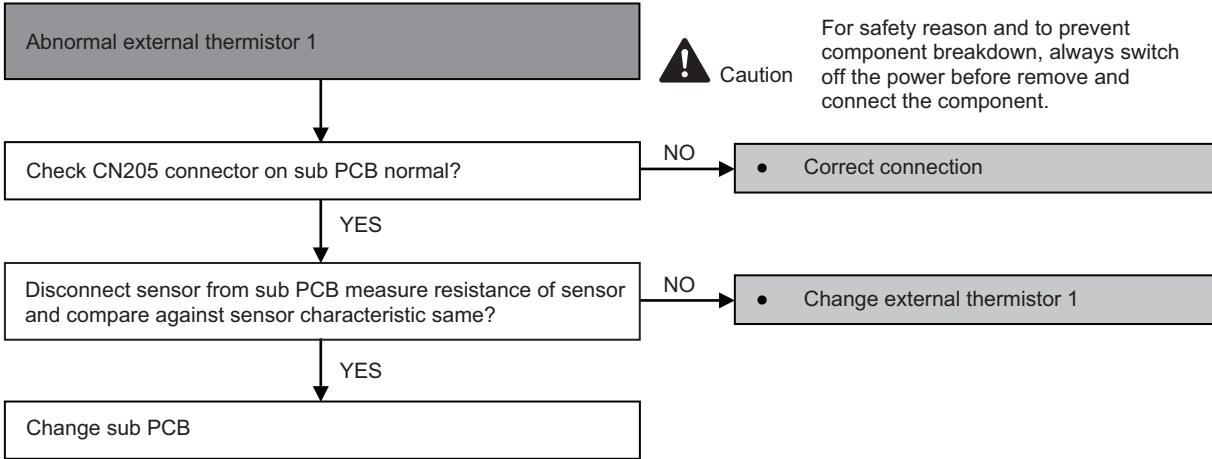 Abnormal external thermistor 1
Caution
For safety reason and to prevent
component breakdown, always switch
off the power before remove and
connect the component.
Check CN205 connector on sub PCB normal?
NO
• Correct connection
YES
Disconnect sensor from sub PCB measure resistance of sensor
and compare against sensor characteristic same?
NO
• Change external thermistor 1
YES
Change sub PCB